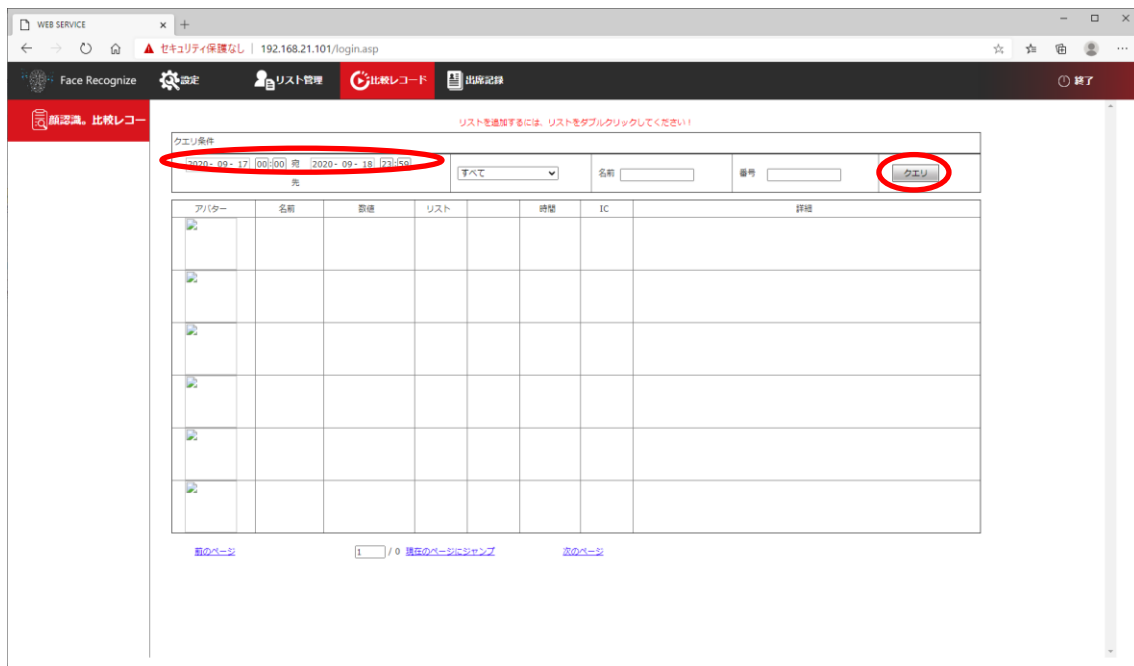 WEB SERVICE
セキュリティ保護なし | 192.168.21.101/login.asp
Face Recognize 設定 リスト管理 比較レコード 出席記録 終了
顔認識。比較レコー
リストを追加するには、リストをダブルクリックしてください！
クエリ条件
2020- 09- 17 00:00 宛 2020- 09- 18 23:59 すべて 名前 番号 クエリ
先
アバター 名前 数値 リスト 時間 IC 詳細
前のページ 1 / 0 現在のページにジャンプ 次のページ